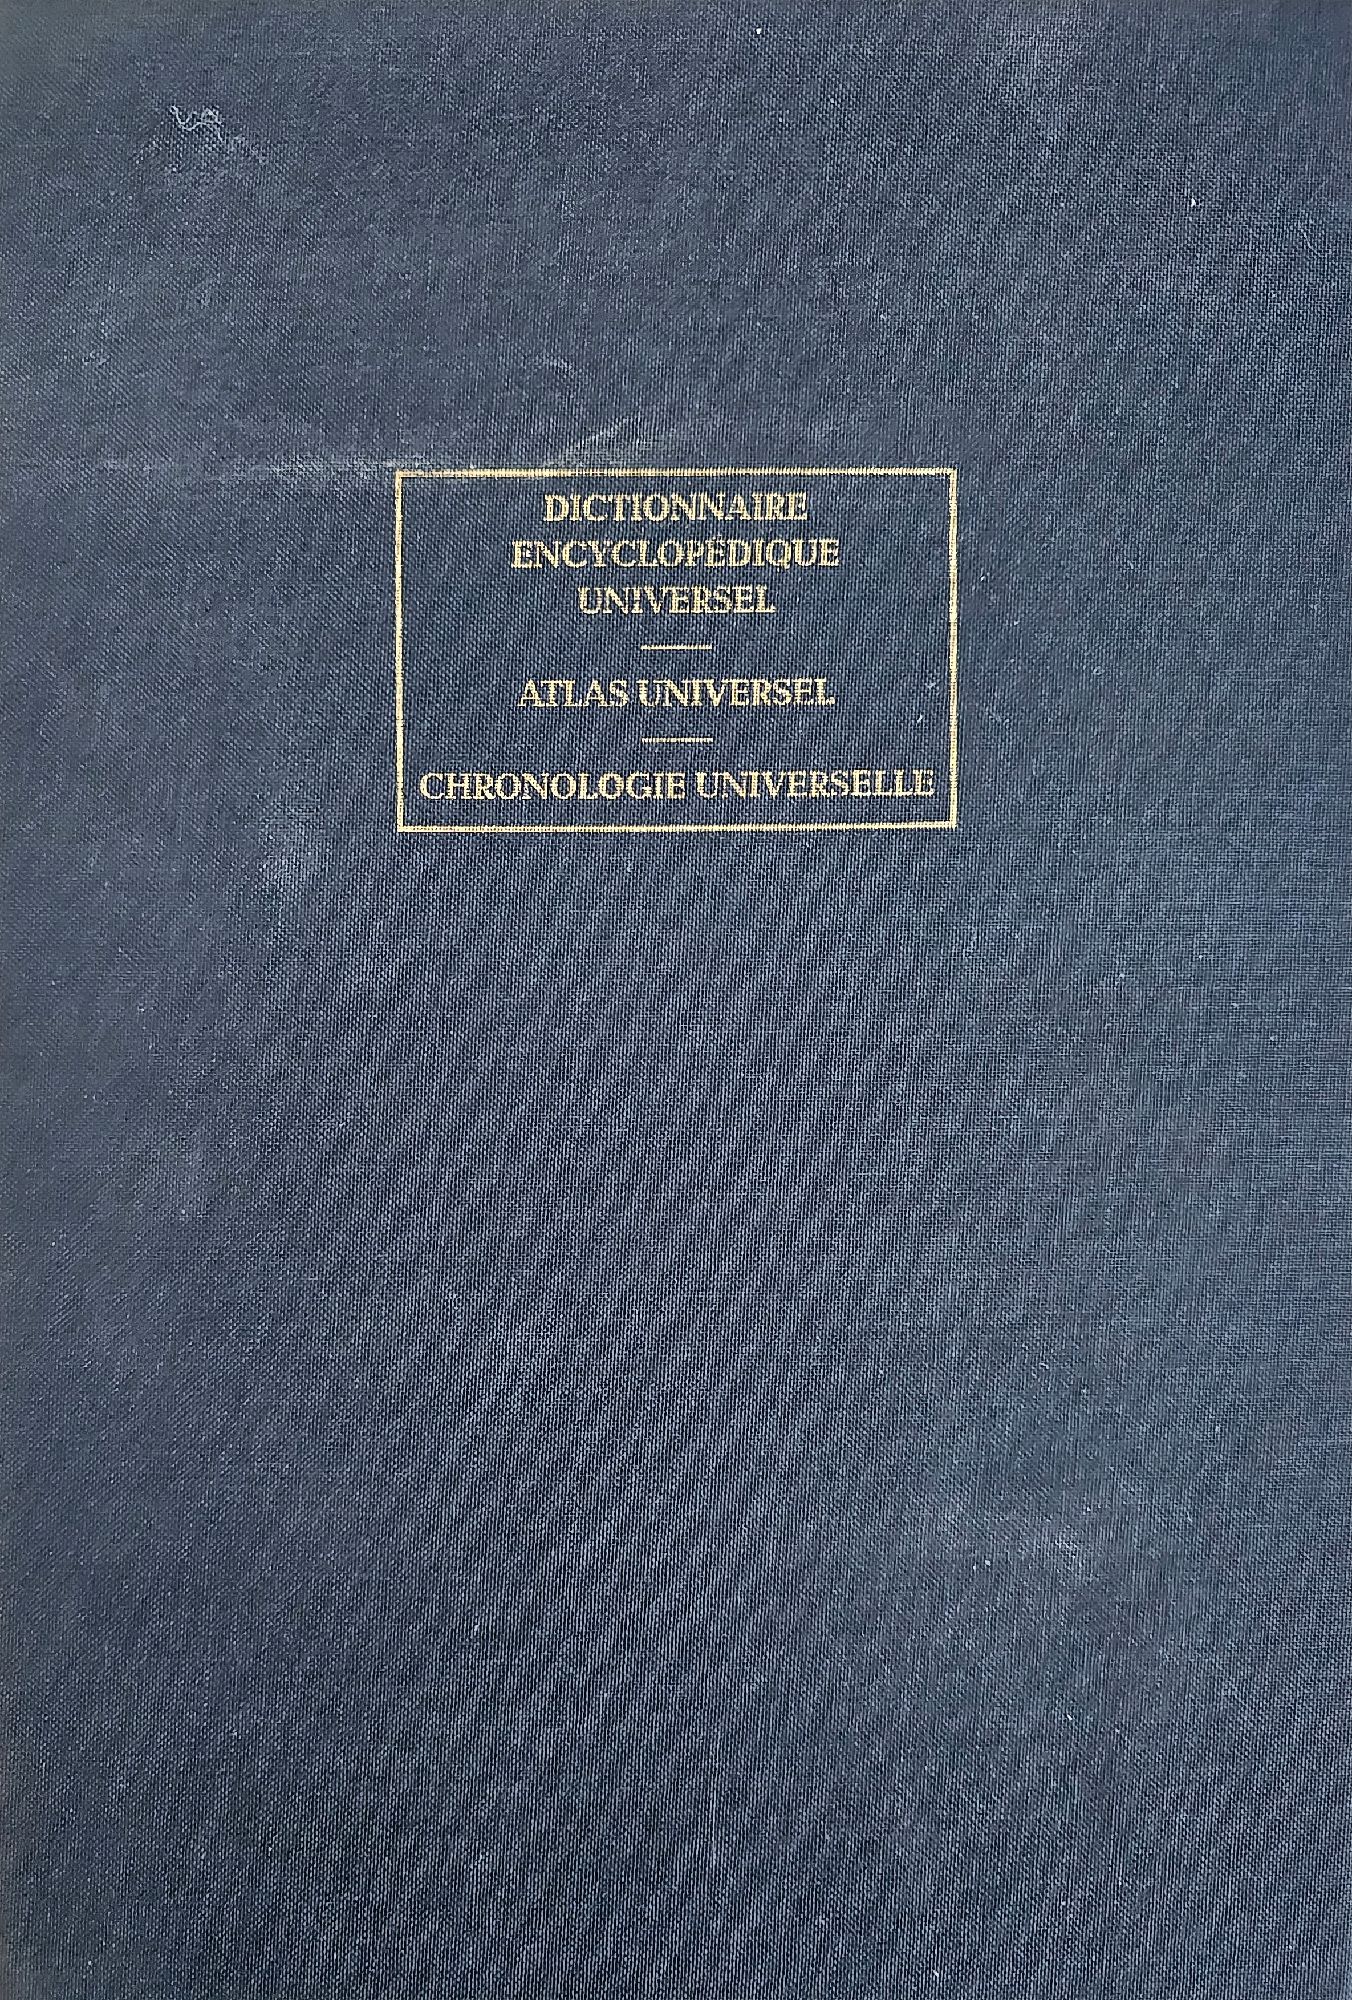 DICTIONNAIRE
ENCYCLOPÉDIQUE
UNIVERSEL
ATLAS UNIVERSEL
CHRONOLOGIE UNIVERSELLE